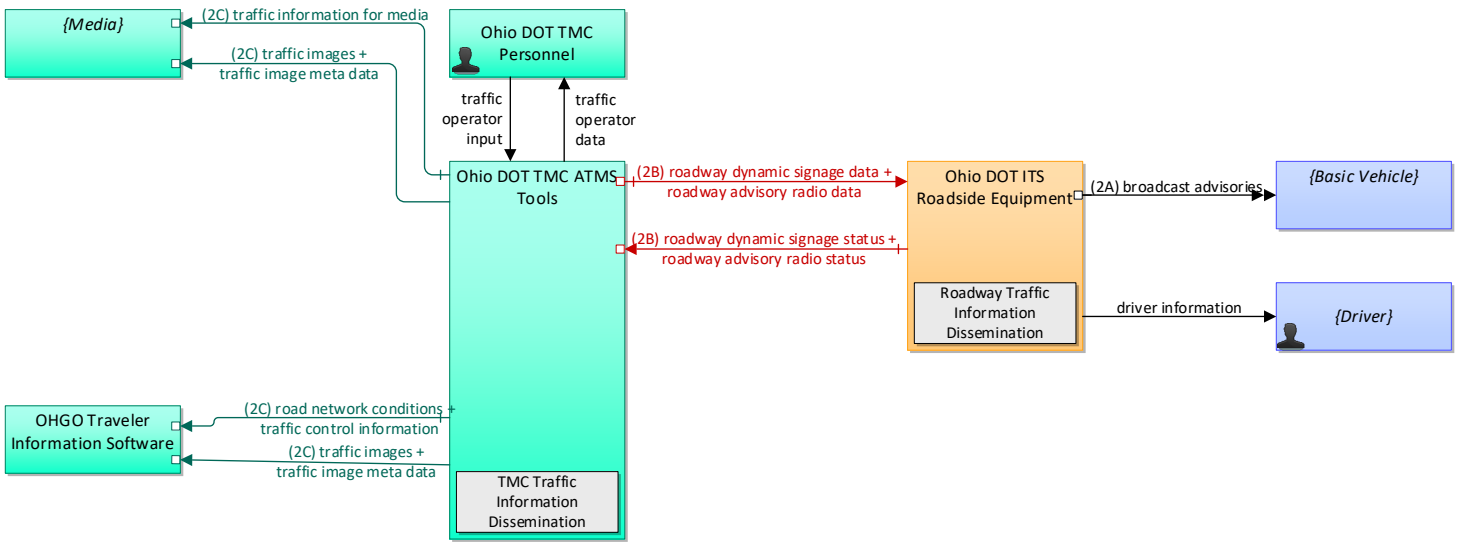 {Media}
(2C) traffic information for media
(2C) traffic images +
traffic image meta data
Ohio DOT TMC
Personnel
traffic
operator
input
traffic
operator
data
Ohio DOT TMC ATMS
Tools
(2B) roadway dynamic signage data +
roadway advisory radio data
(2B) roadway dynamic signage status +
roadway advisory radio status
Ohio DOT ITS
Roadside Equipment
(2A) broadcast advisories
{Basic Vehicle}
Roadway Traffic
Information
Dissemination
driver information
{Driver}
OHGO Traveler
Information Software
(2C) road network conditions +
traffic control information
(2C) traffic images +
traffic image meta data
TMC Traffic
Information
Dissemination